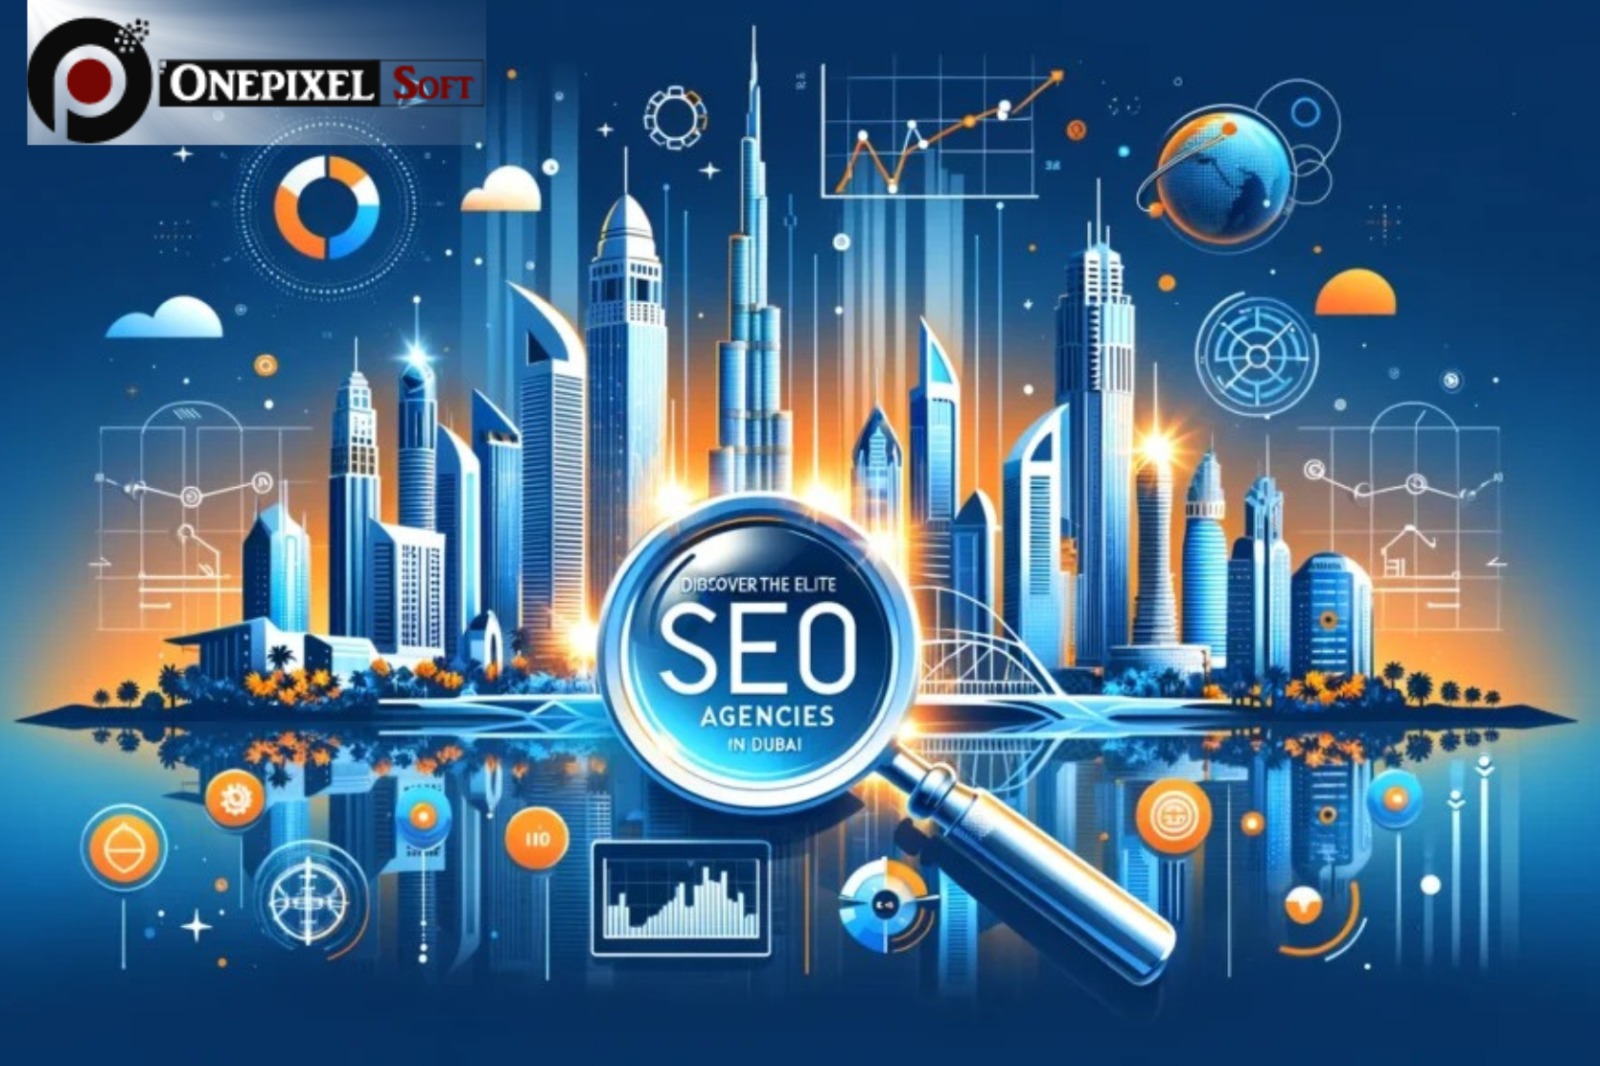 ONEPIXEL SOFT
DISCOVER THE ELITE
SEO
AGENCIES
IN DUBAI